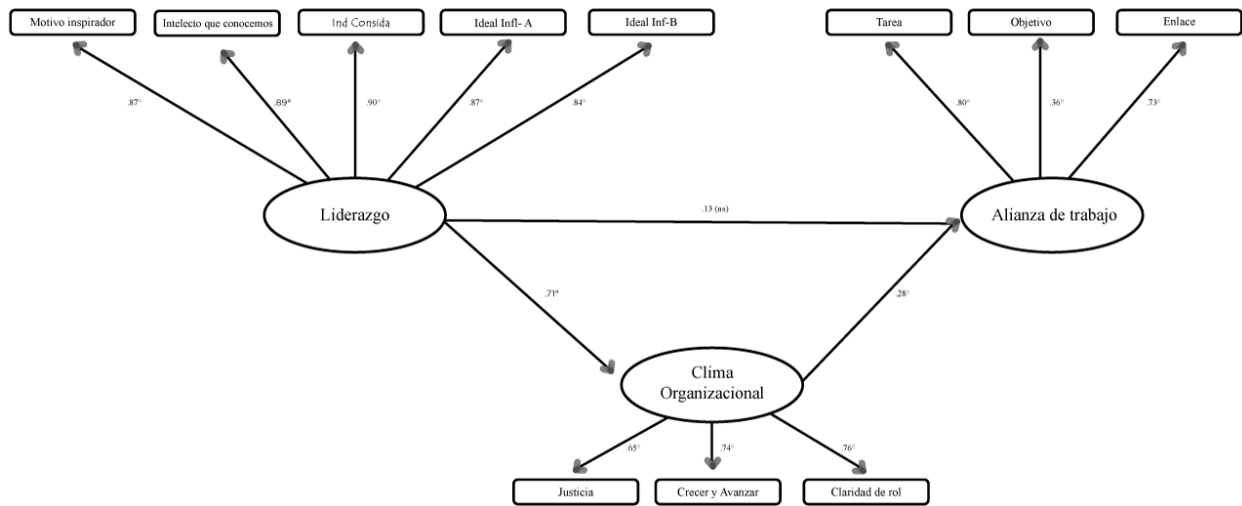 Motivo inspirador
Intelecto que conocemos
Ind Consida
Ideal Infl- A
Ideal Inf-B
Tarea
Objetivo
Enlace
.87°
.89°
.90°
.87°
.84°
.80°
.36°
.73°
Liderazgo
.13 (ns)
Alianza de trabajo
.71°
.28°
Clima
Organizacional
.65°
.74°
.76°
Justicia
Crecer y Avanzar
Claridad de rol